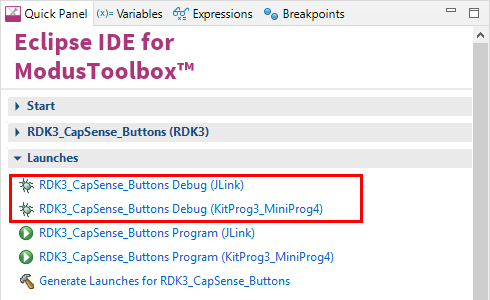 Quick Panel (x)= Variables Expressions Breakpoints
Eclipse IDE for
ModusToolbox™
Start
RDK3_CapSense_Buttons (RDK3)
Launches
RDK3_CapSense_Buttons Debug (JLink)
RDK3_CapSense_Buttons Debug (KitProg3_MiniProg4)
RDK3_CapSense_Buttons Program (JLink)
RDK3_CapSense_Buttons Program (KitProg3_MiniProg4)
Generate Launches for RDK3_CapSense_Buttons